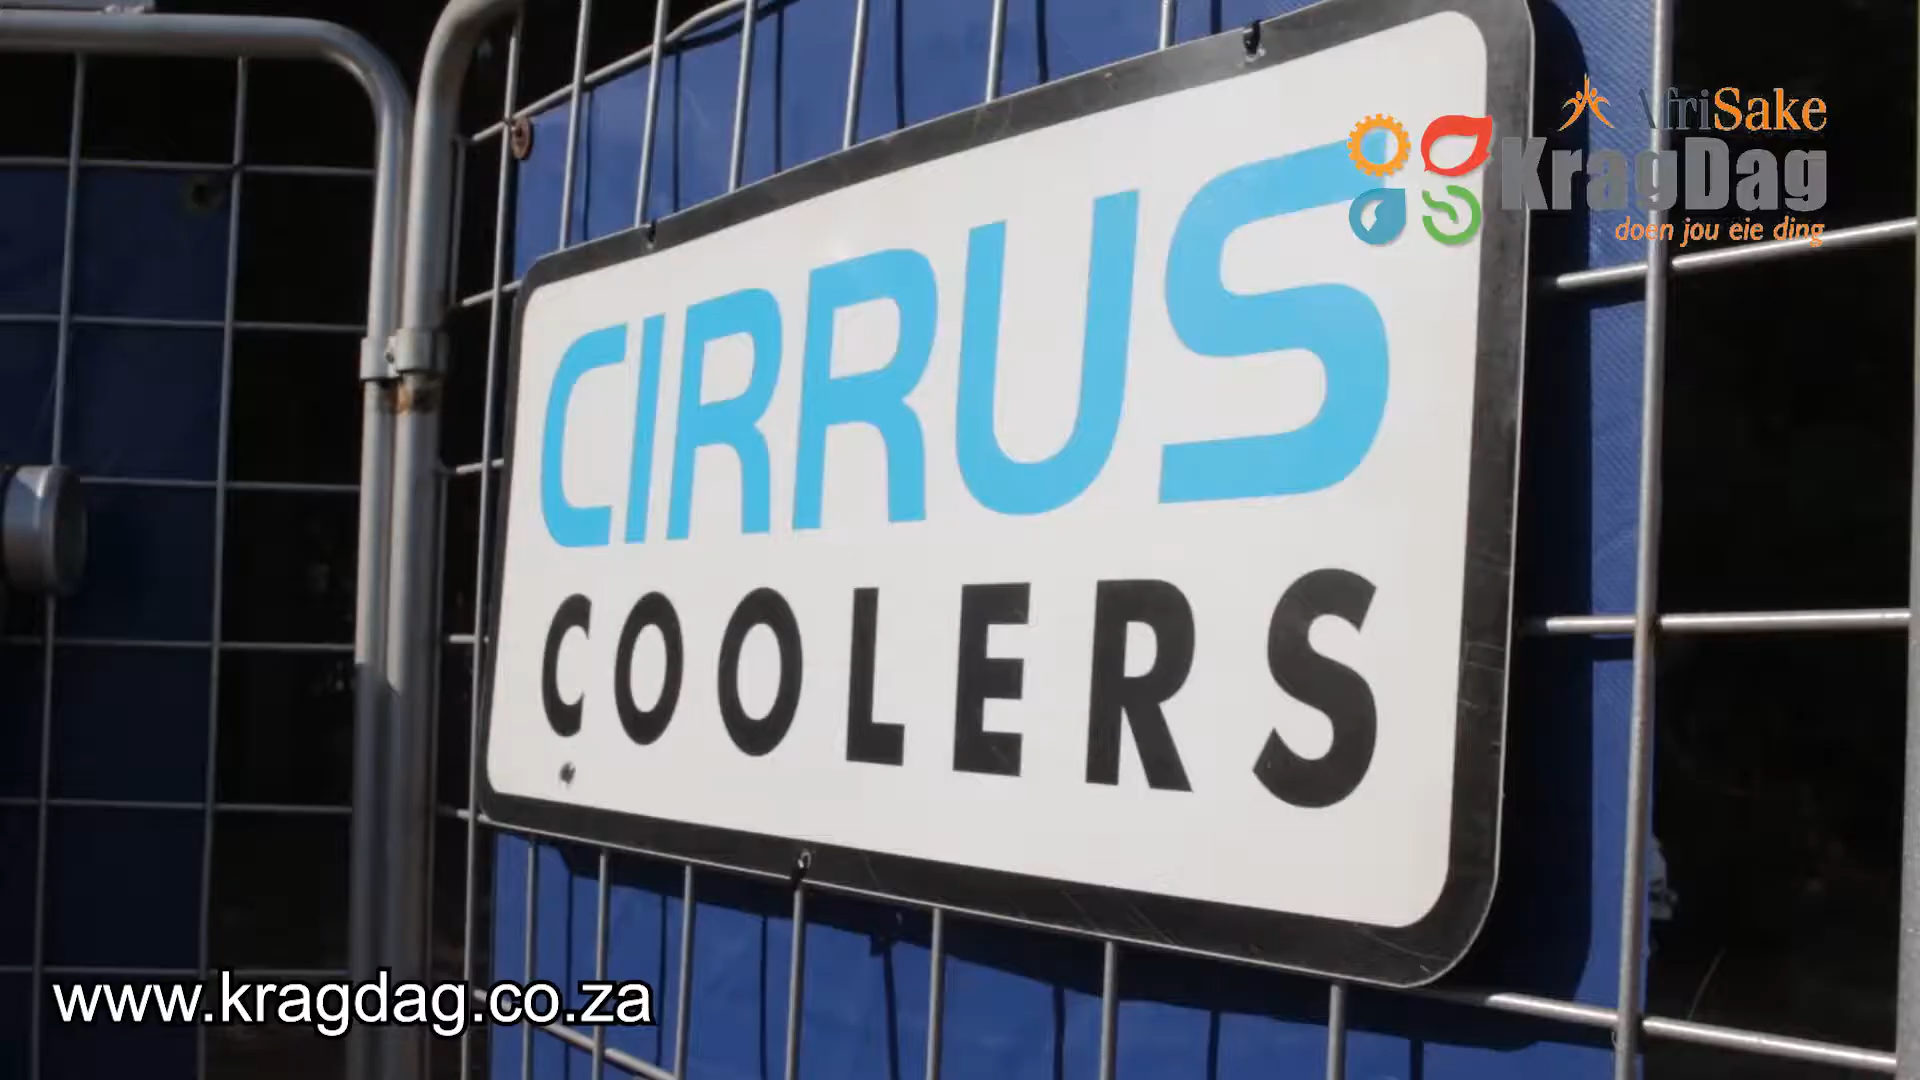 AfriSake
KragDag
doen jou eie ding
CIRRUS
COOLERS
www.kragdag.co.za